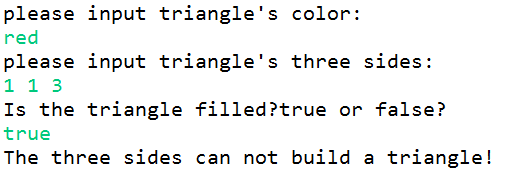 please input triangle's color:
red
please input triangle's three sides:
1 1 3
Is the triangle filled?true or false?
true
The three sides can not build a triangle!